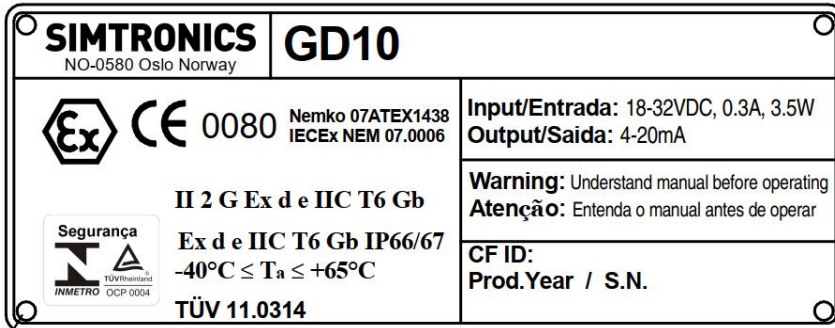 SIMTRONICS
NO-0580 Oslo Norway
GD10
Ex
CE 0080
Nemko 07ATEX1438
IECEx NEM 07.0006
II 2 G Ex d e IIC T6 Gb
Ex d e IIC T6 Gb IP66/67
-40°C ≤ Ta ≤ +65°C
TÜV 11.0314
Segurança
TÜVRheinland
INMETRO OCP 0004
Input/Entrada: 18-32VDC, 0.3A, 3.5W
Output/Saida: 4-20mA
Warning: Understand manual before operating
Atenção: Entenda o manual antes de operar
CF ID:
Prod.Year / S.N.